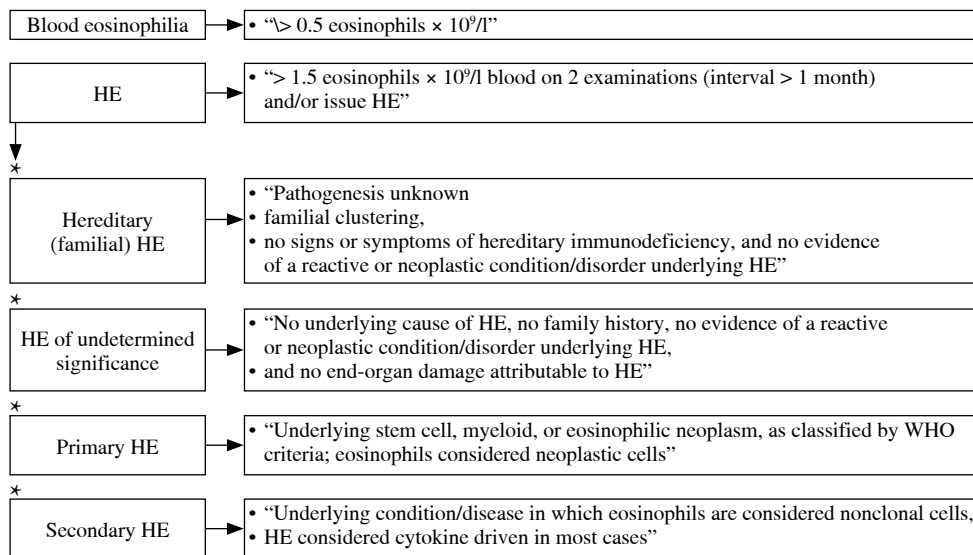 Blood eosinophilia
• “\> 0.5 eosinophils × 10⁹/l”
HE
• “> 1.5 eosinophils × 10⁹/l blood on 2 examinations (interval > 1 month)
and/or issue HE”
*
Hereditary
(familial) HE
• “Pathogenesis unknown
• familial clustering,
• no signs or symptoms of hereditary immunodeficiency, and no evidence
of a reactive or neoplastic condition/disorder underlying HE”
*
HE of undetermined
significance
• “No underlying cause of HE, no family history, no evidence of a reactive
or neoplastic condition/disorder underlying HE,
• and no end-organ damage attributable to HE”
*
Primary HE
• “Underlying stem cell, myeloid, or eosinophilic neoplasm, as classified by WHO
criteria; eosinophils considered neoplastic cells”
*
Secondary HE
• “Underlying condition/disease in which eosinophils are considered nonclonal cells,
• HE considered cytokine driven in most cases”